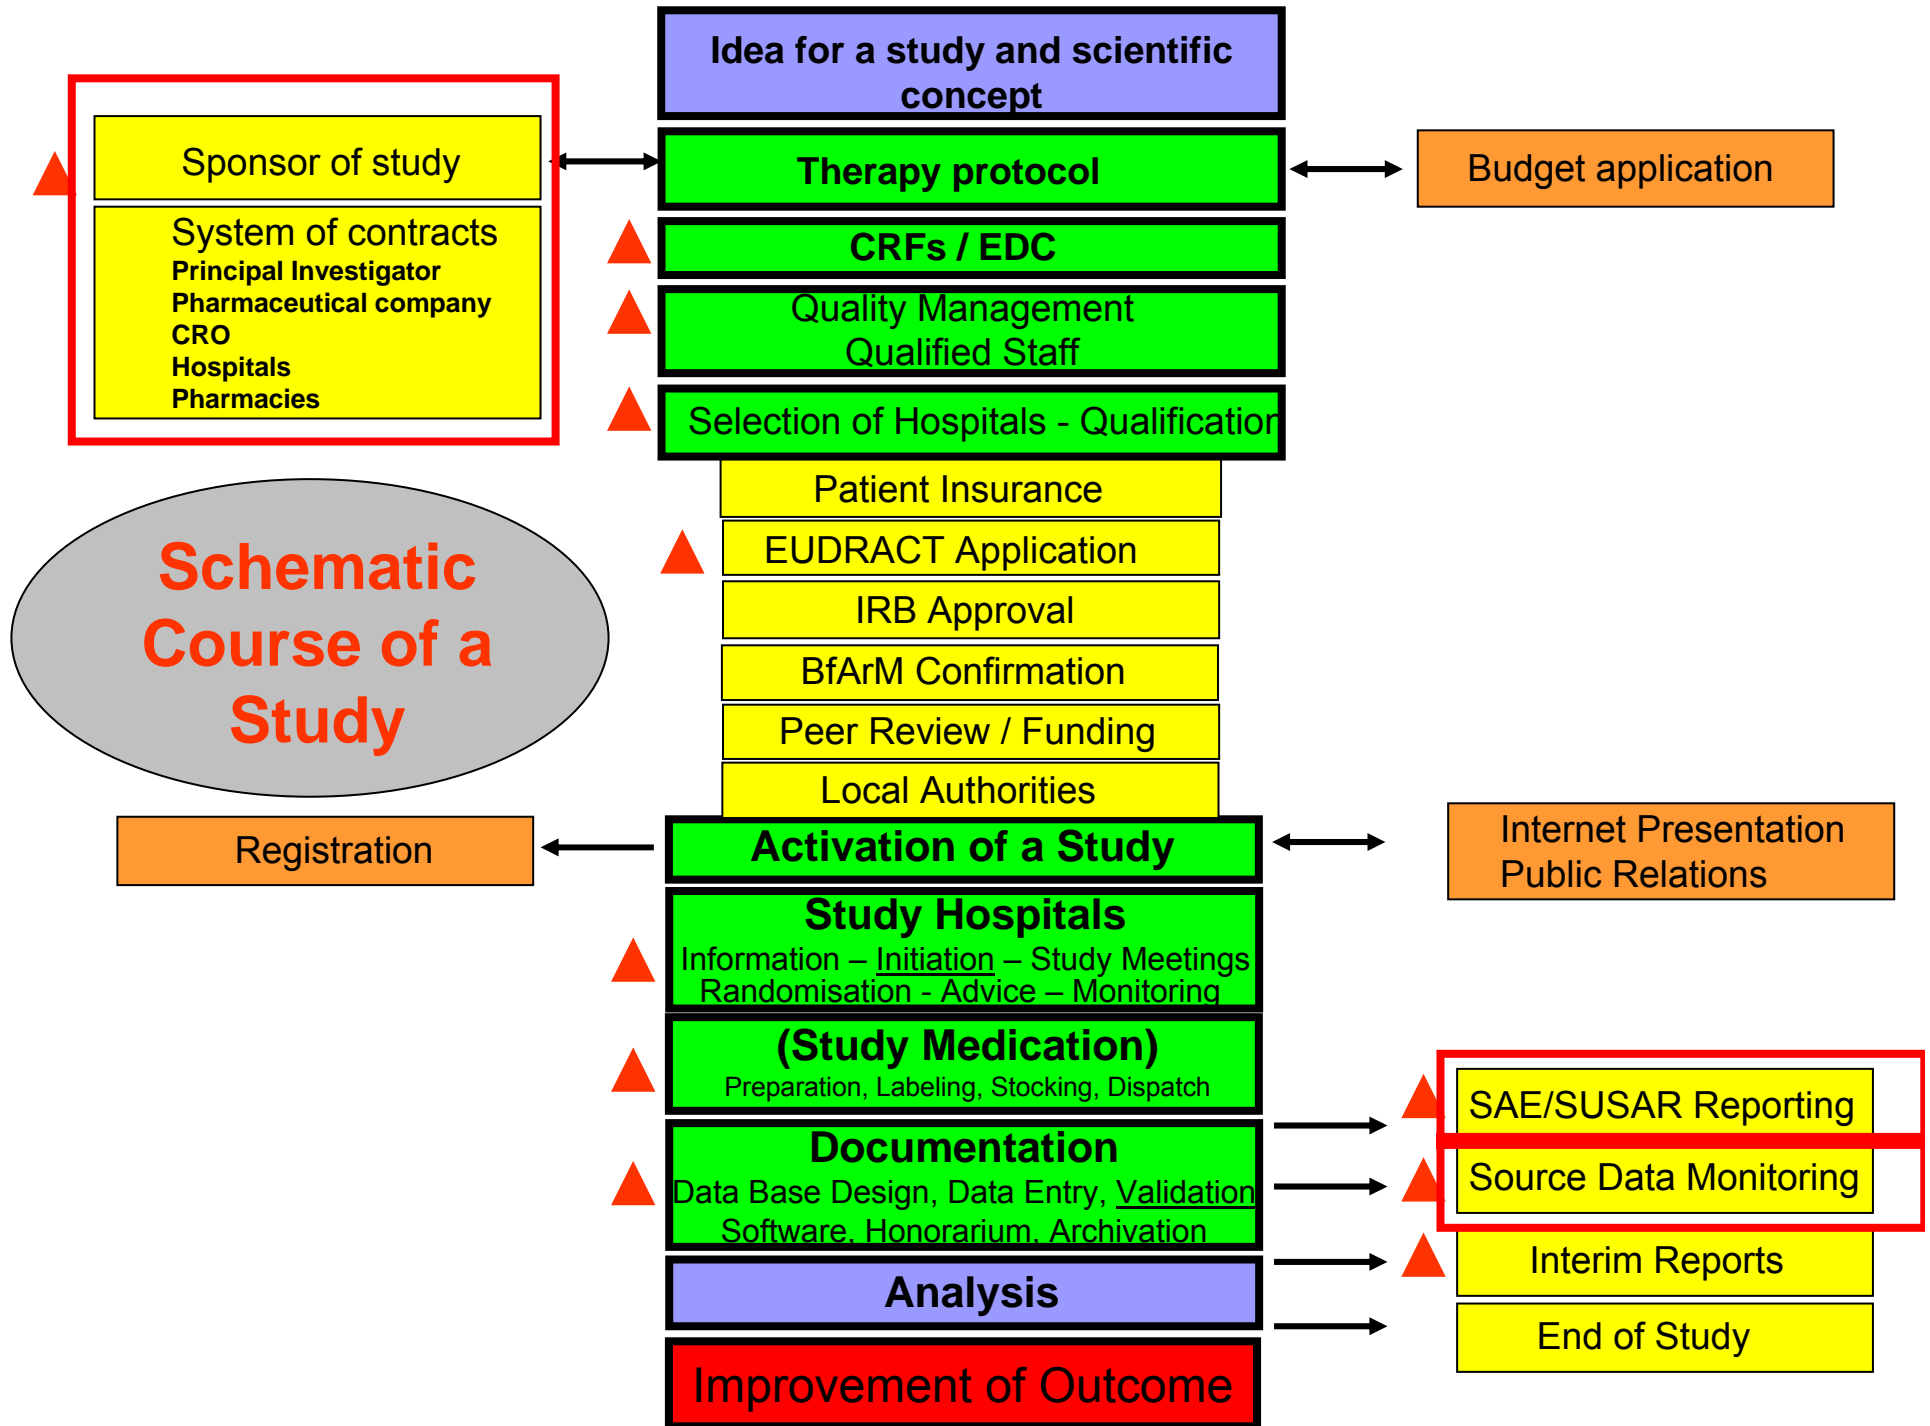 Idea for a study and scientific
concept
Sponsor of study
Therapy protocol
Budget application
System of contracts
Principal Investigator
Pharmaceutical company
CRO
Hospitals
Pharmacies
CRFs / EDC
Quality Management
Qualified Staff
Selection of Hospitals - Qualification
Patient Insurance
EUDRACT Application
IRB Approval
BfArM Confirmation
Peer Review / Funding
Local Authorities
Schematic
Course of a
Study
Registration
Activation of a Study
Internet Presentation
Public Relations
Study Hospitals
Information – Initiation – Study Meetings
Randomisation - Advice – Monitoring
(Study Medication)
Preparation, Labeling, Stocking, Dispatch
SAE/SUSAR Reporting
Documentation
Data Base Design, Data Entry, Validation
Software, Honorarium, Archivation
Source Data Monitoring
Interim Reports
Analysis
End of Study
Improvement of Outcome